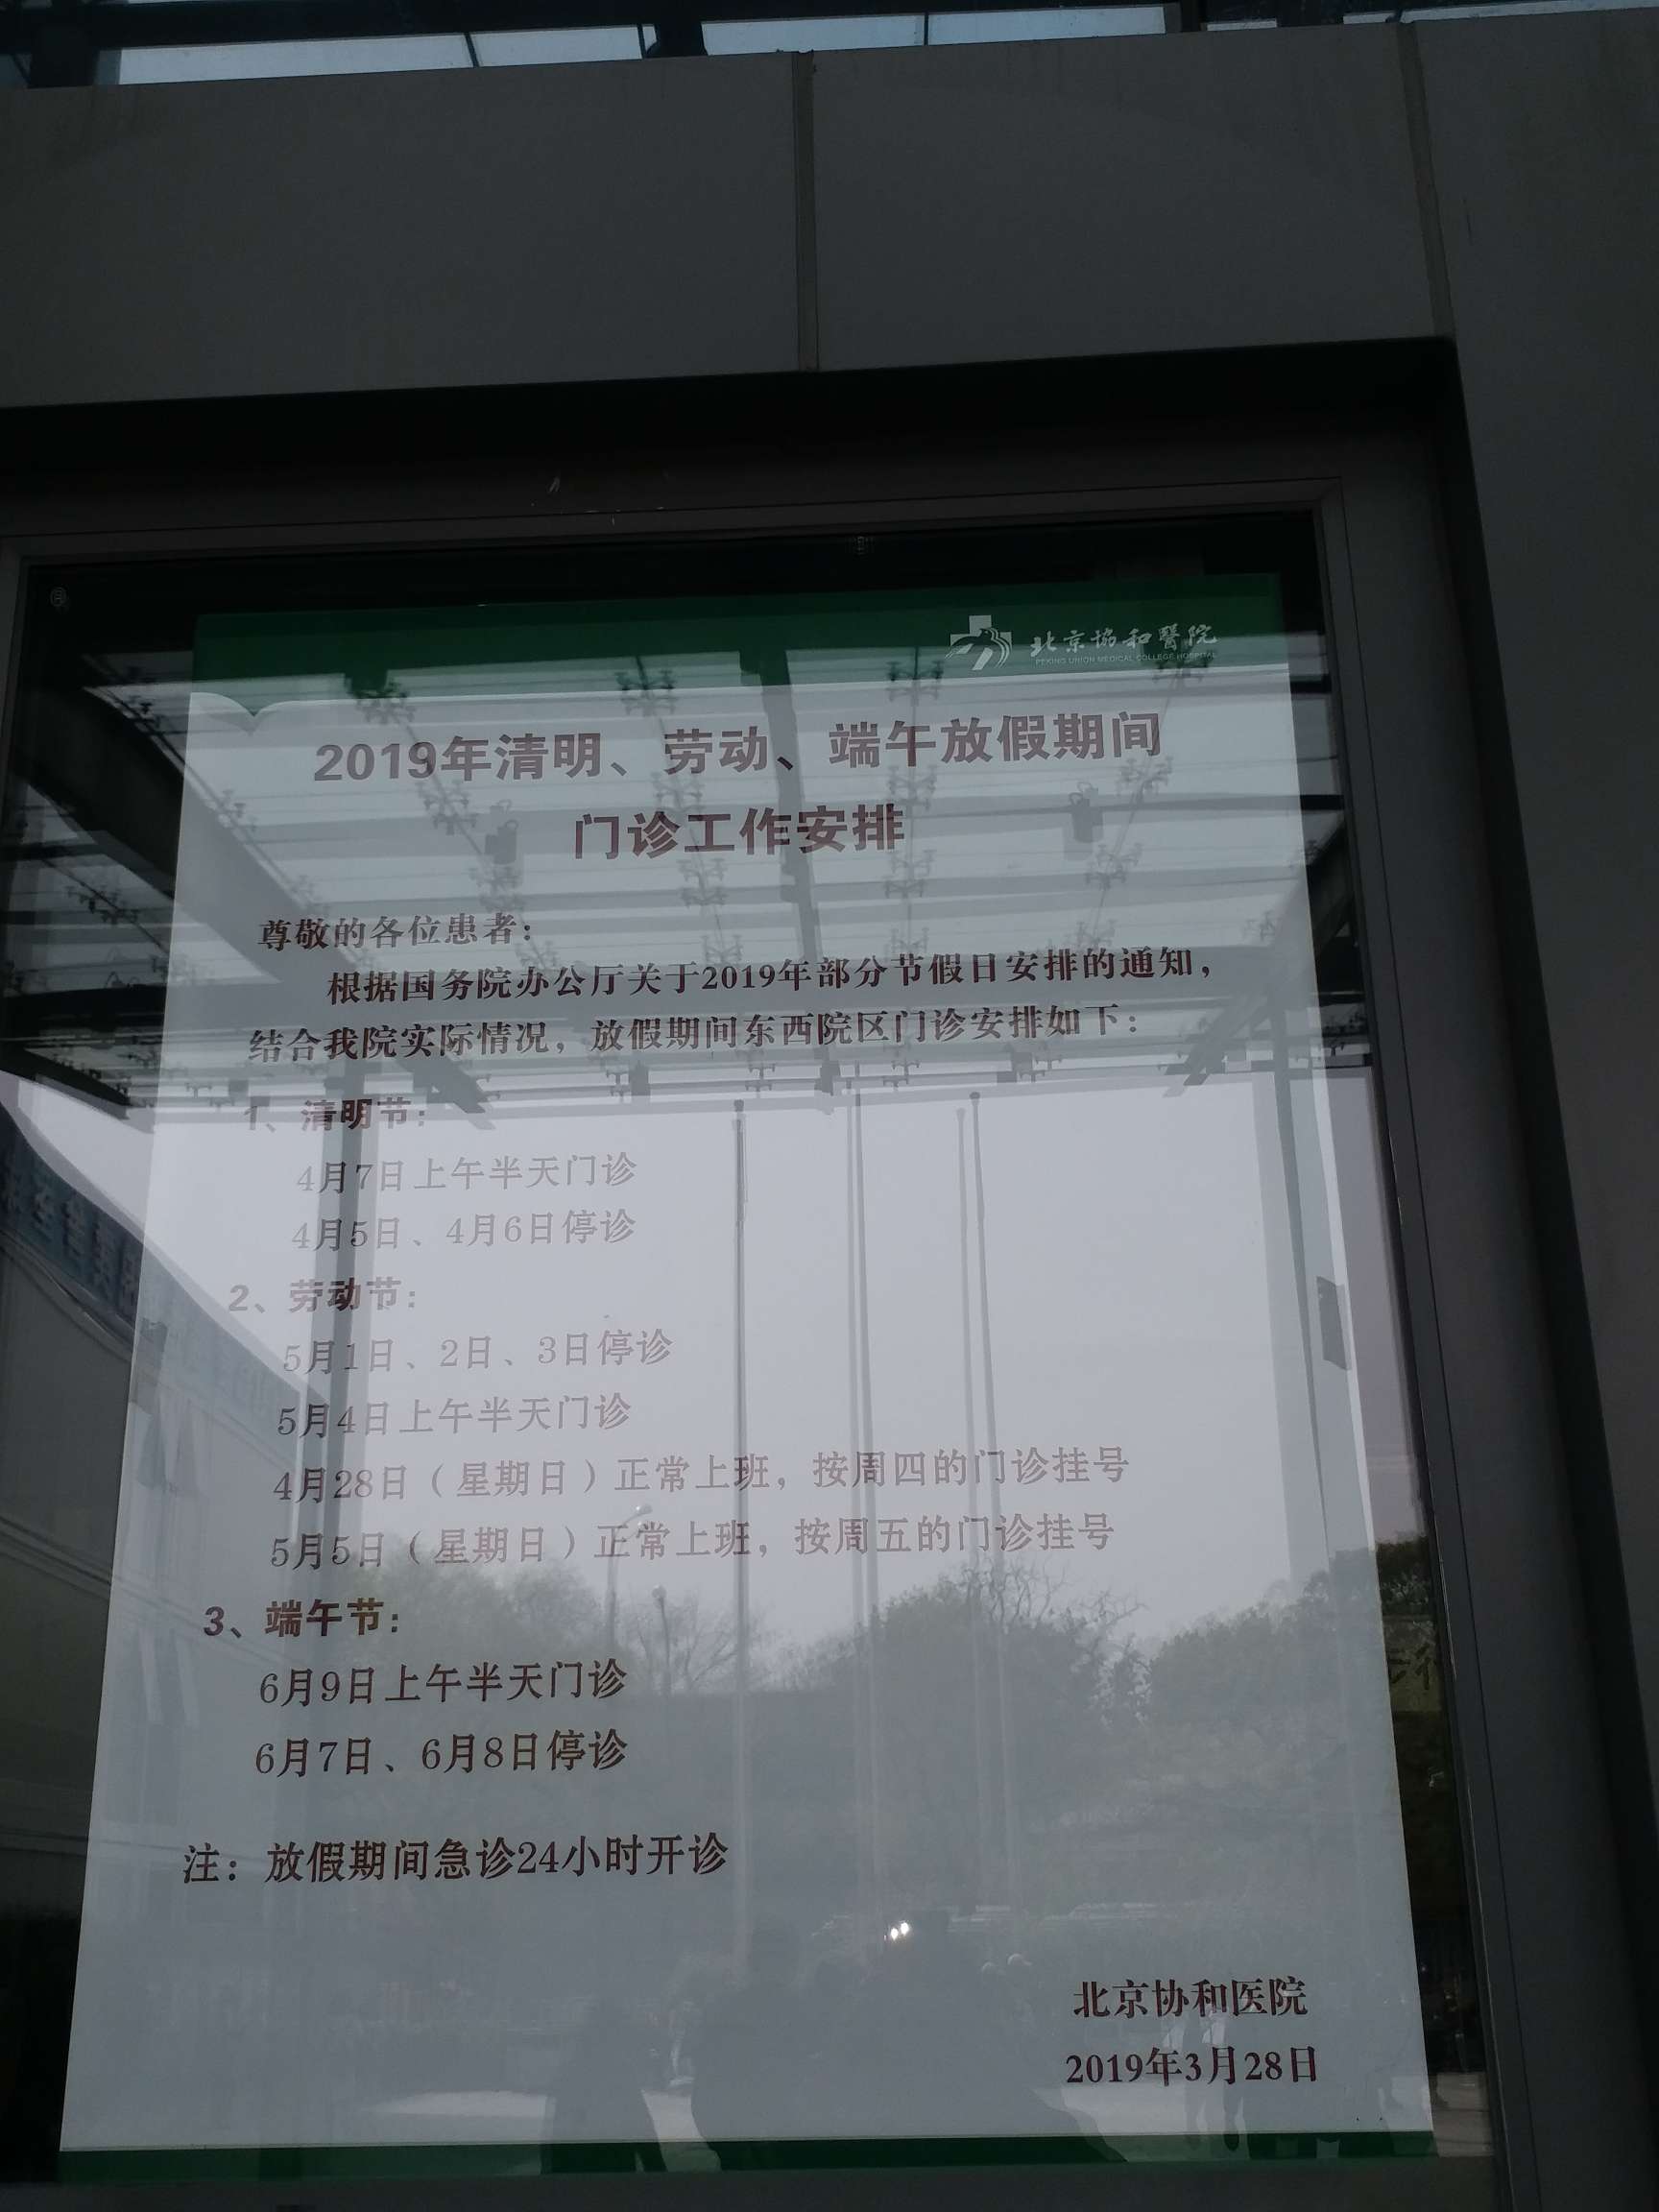 北京协和醫院
PEKING UNION MEDICAL COLLEGE HOSPITAL
2019年清明、劳动、端午放假期间
门诊工作安排
尊敬的各位患者：
根据国务院办公厅关于2019年部分节假日安排的通知，
结合我院实际情况，放假期间东西院区门诊安排如下：
1、清明节：
4月7日上午半天门诊
4月5日、4月6日停诊
2、劳动节：
5月1日、2日、3日停诊
5月4日上午半天门诊
4月28日（星期日）正常上班，按周四的门诊挂号
5月5日（星期日）正常上班，按周五的门诊挂号
3、端午节：
6月9日上午半天门诊
6月7日、6月8日停诊
注：放假期间急诊24小时开诊
北京协和医院
2019年3月28日